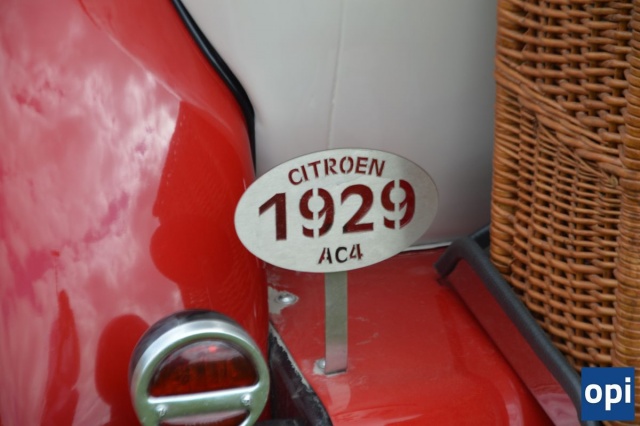 CITROEN
1929
AC4
opi